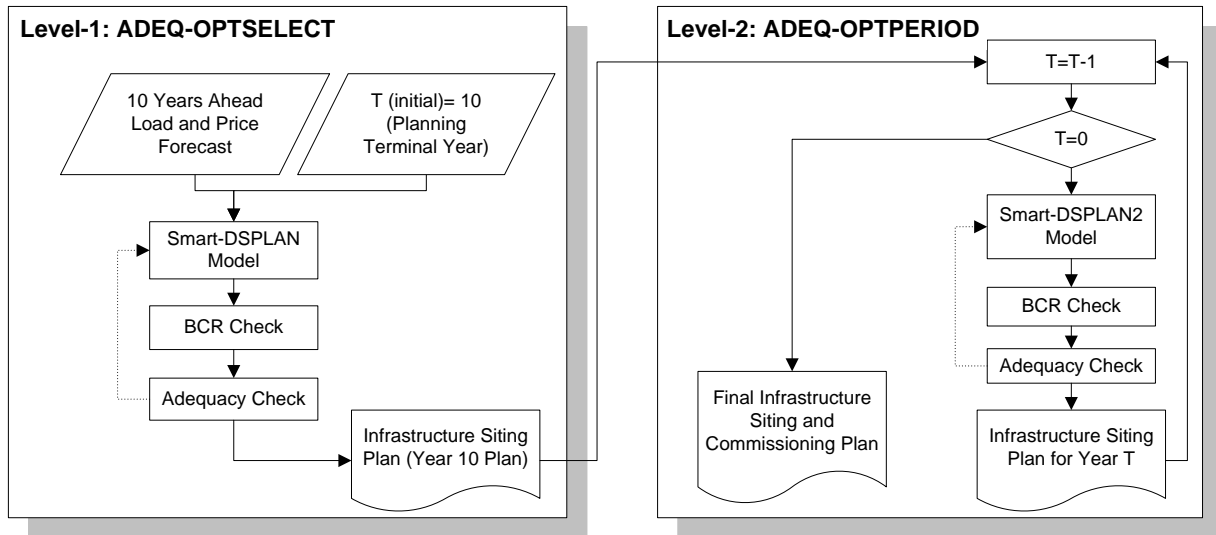 Level-1: ADEQ-OPTSELECT
10 Years Ahead
Load and Price
Forecast
T (initial)= 10
(Planning
Terminal Year)
Smart-DSPLAN
Model
BCR Check
Adequacy Check
Infrastructure Siting
Plan (Year 10 Plan)
Level-2: ADEQ-OPTPERIOD
T=T-1
T=0
Smart-DSPLAN2
Model
BCR Check
Adequacy Check
Final Infrastructure
Siting and
Commissioning Plan
Infrastructure Siting
Plan for Year T